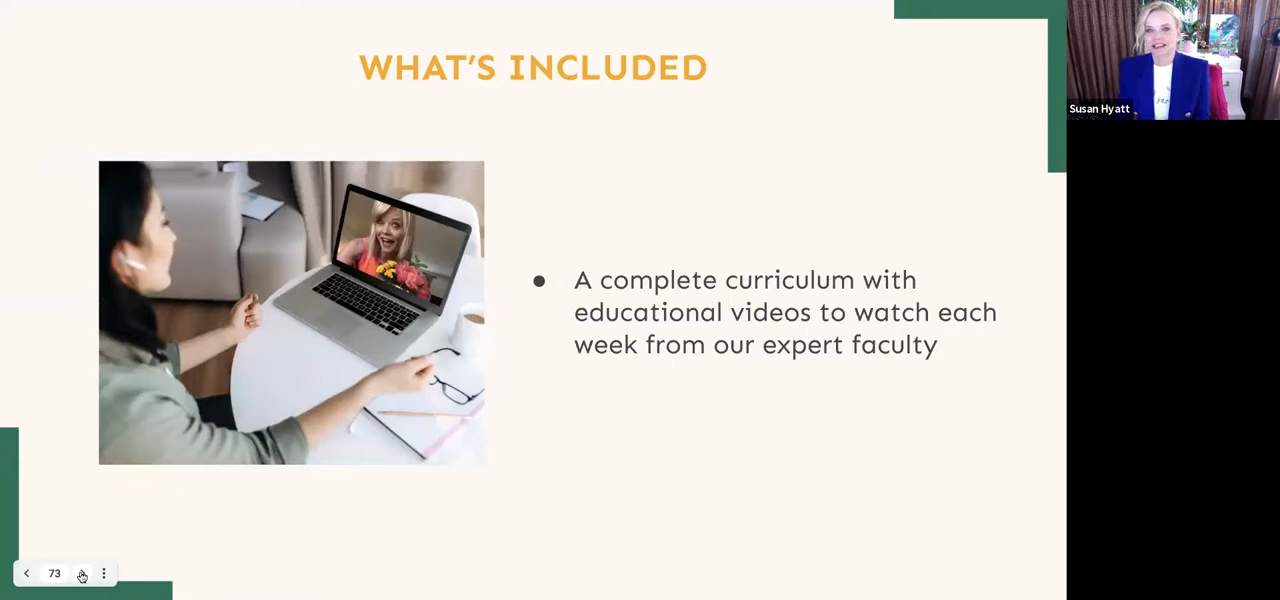 WHAT’S INCLUDED
Susan Hyatt
● A complete curriculum with
educational videos to watch each
week from our expert faculty
73